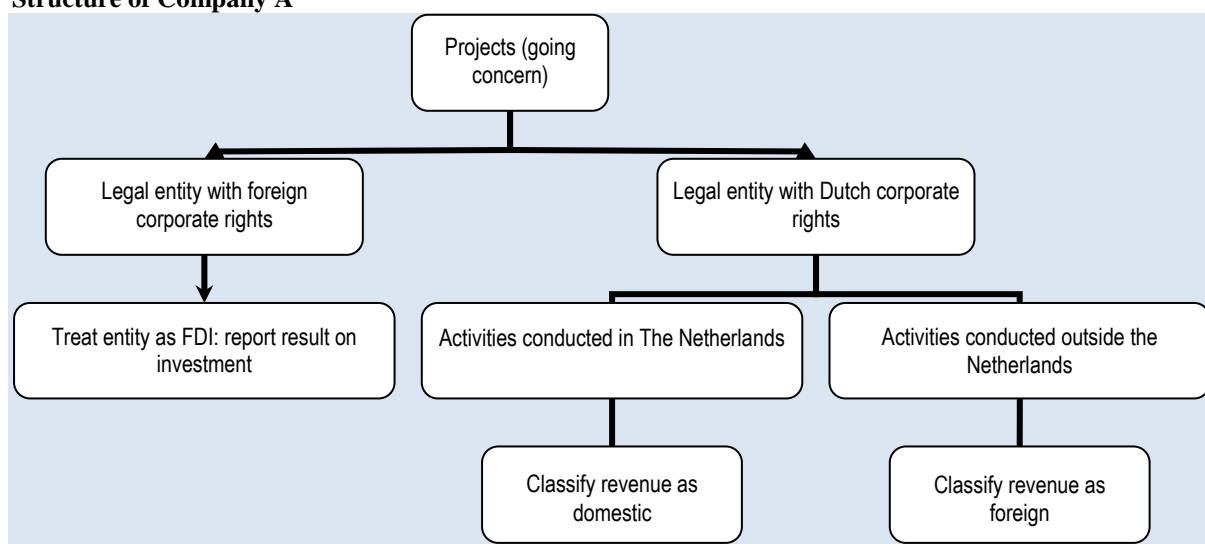 Structure of Company A
Projects (going
concern)
Legal entity with foreign
corporate rights
Legal entity with Dutch corporate
rights
Treat entity as FDI: report result on
investment
Activities conducted in The Netherlands
Activities conducted outside the
Netherlands
Classify revenue as
domestic
Classify revenue as
foreign